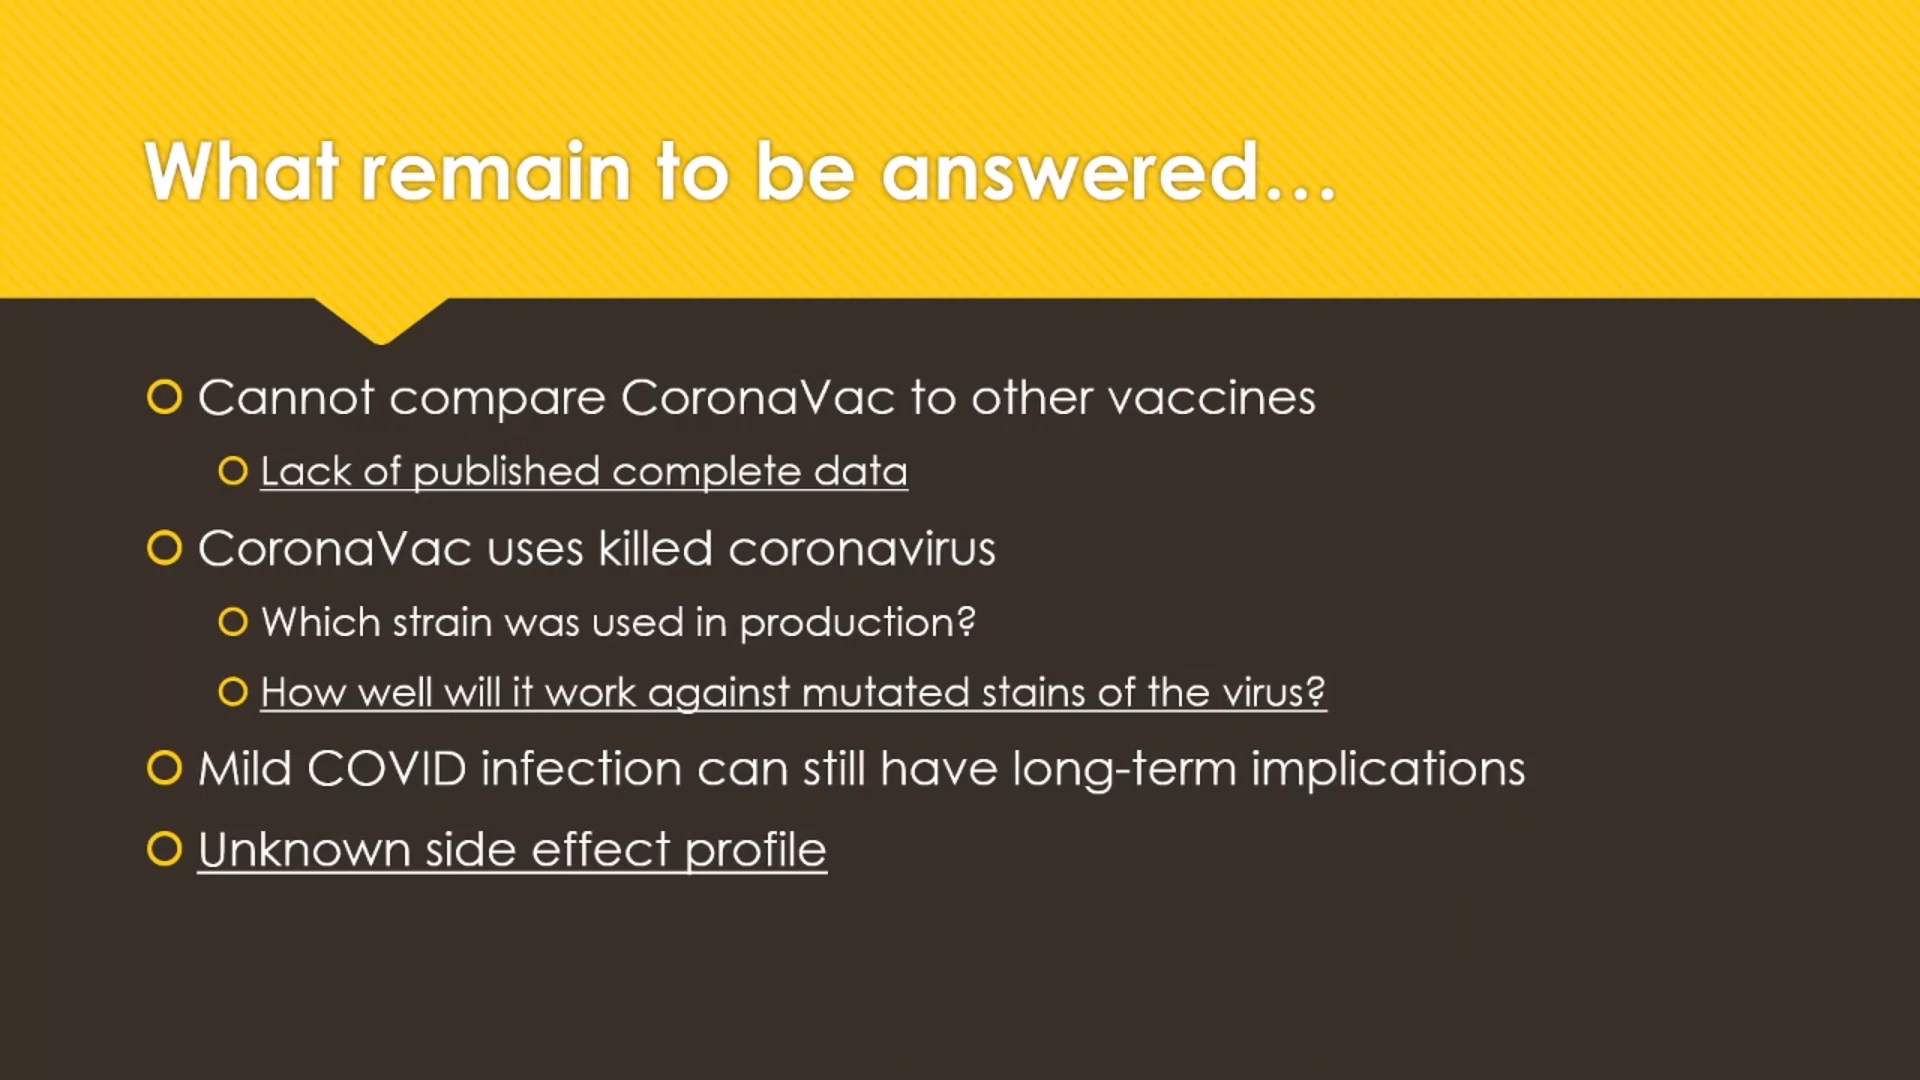 What remain to be answered...
Cannot compare CoronaVac to other vaccines
Lack of published complete data
CoronaVac uses killed coronavirus
Which strain was used in production?
How well will it work against mutated stains of the virus?
Mild COVID infection can still have long-term implications
Unknown side effect profile